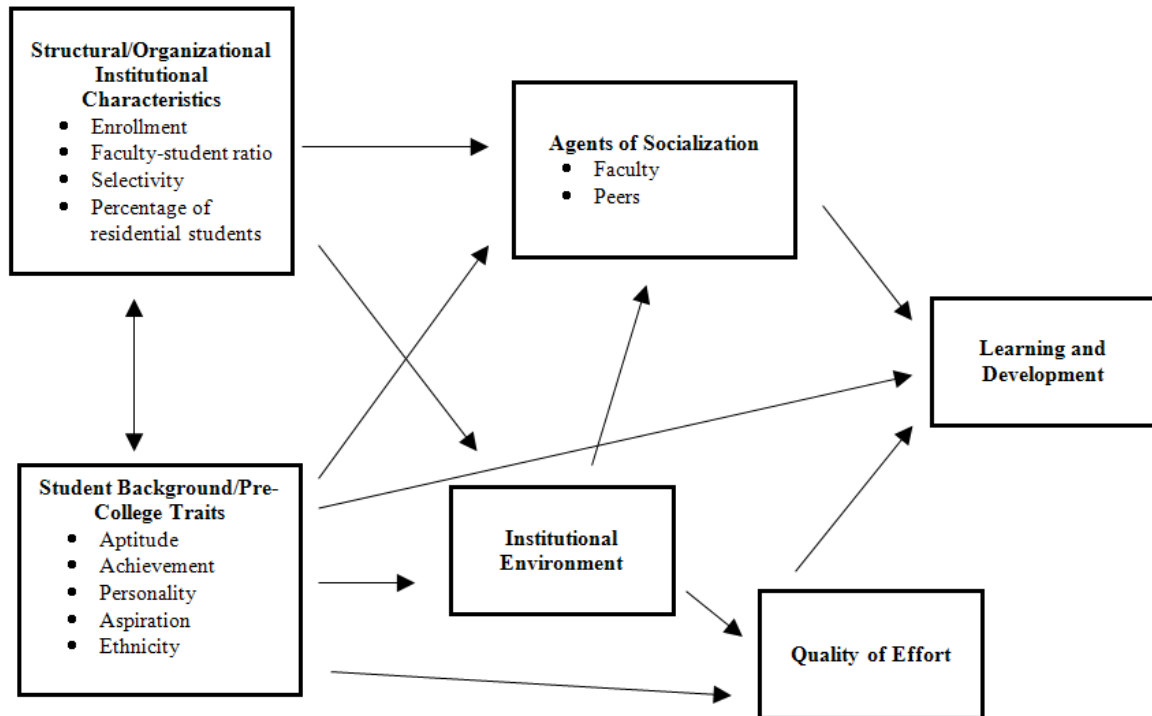 Structural/Organizational
Institutional
Characteristics
• Enrollment
• Faculty-student ratio
• Selectivity
• Percentage of
residential students
Agents of Socialization
• Faculty
• Peers
Learning and
Development
Student Background/Pre-
College Traits
• Aptitude
• Achievement
• Personality
• Aspiration
• Ethnicity
Institutional
Environment
Quality of Effort